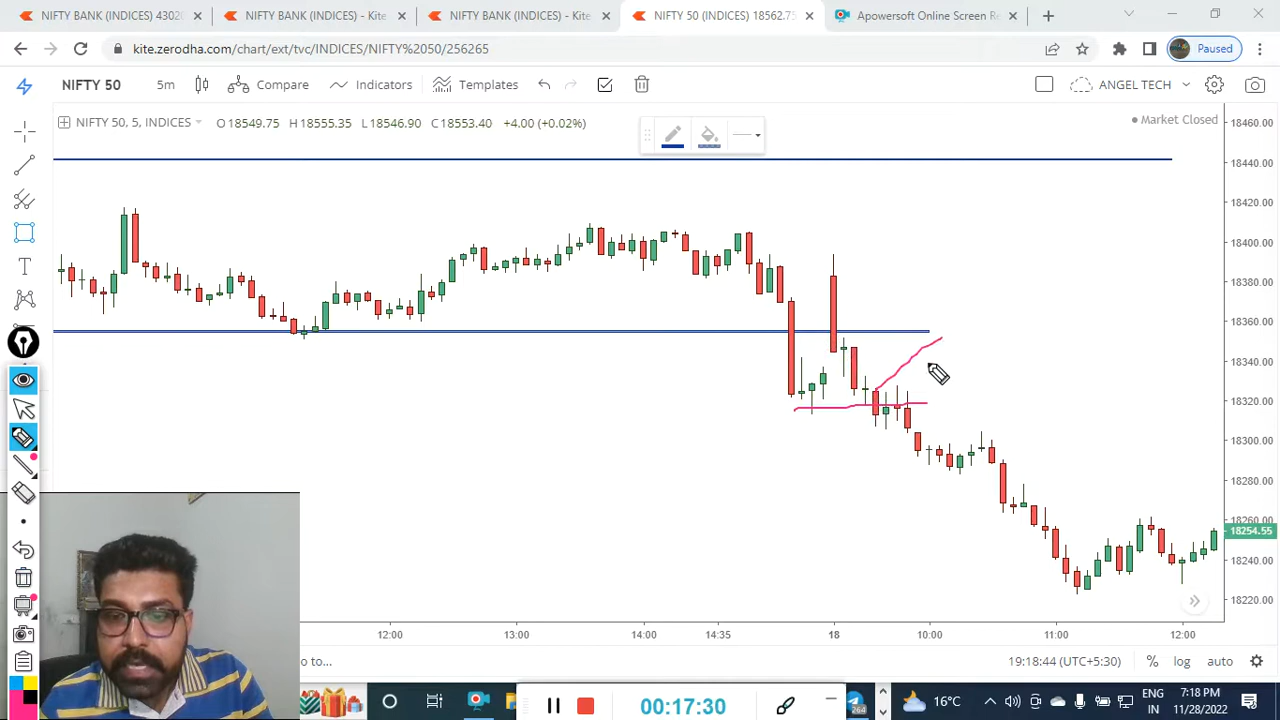 NIFTY BANK (INDICES) 4302
NIFTY BANK (INDICES) - Kite
NIFTY BANK (INDICES) - Kite
NIFTY 50 (INDICES) 18562.75
Apowersoft Online Screen Re
kite.zerodha.com/chart/ext/tvc/INDICES/NIFTY%2050/256265
Paused
NIFTY 50
5m
Compare
Indicators
Templates
ANGEL TECH
NIFTY 50, 5, INDICES
O18549.75 H18555.35 L18546.90 C18553.40 +4.00 (+0.02%)
Market Closed
18460.00
18440.00
18420.00
18400.00
18380.00
18360.00
18340.00
18320.00
18300.00
18280.00
18260.00
18254.55
18240.00
18220.00
12:00 13:00 14:00 14:35 18 10:00 11:00 12:00
o to...
19:18:44 (UTC+5:30)
% log auto
00:17:30
264
16°C
ENG
IN
7:18 PM
11/28/2022